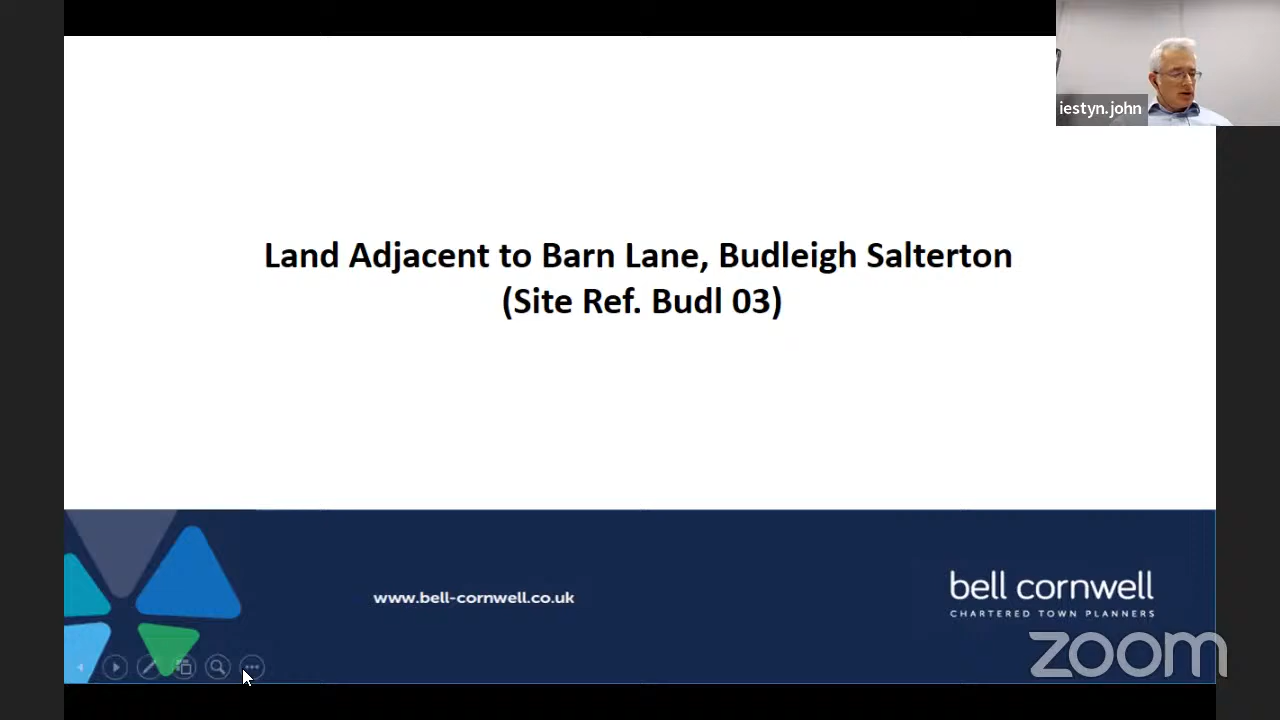 iestyn.john
Land Adjacent to Barn Lane, Budleigh Salterton
(Site Ref. Budl 03)
www.bell-cornwell.co.uk
bell cornwell
CHARTERED TOWN PLANNERS
zoom